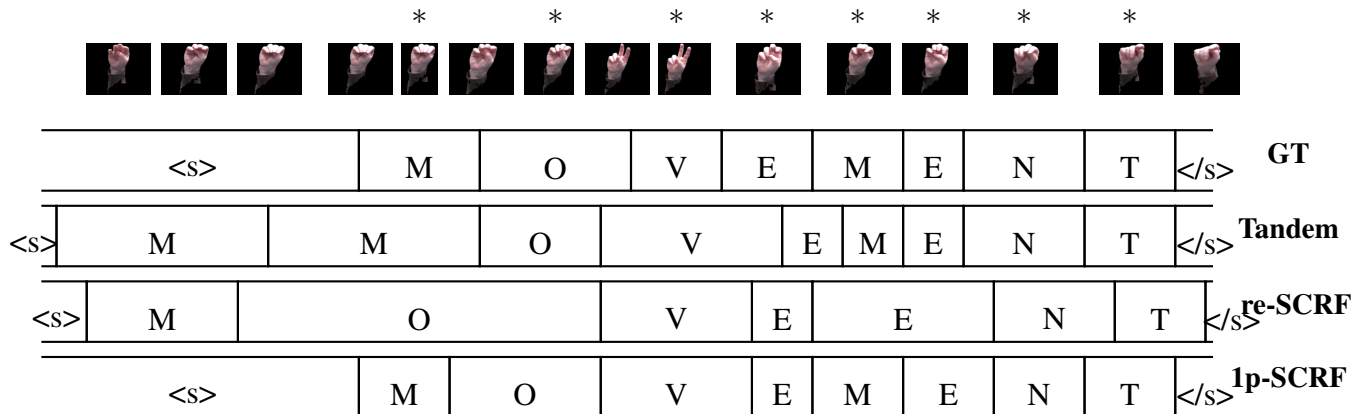 * * * * * * * *
<s> M O V E M E N T </s> GT
<s> M M O V E M E N T </s> Tandem
<s> M O V E E N T </s> re-SCRF
<s> M O V E M E N T </s> 1p-SCRF